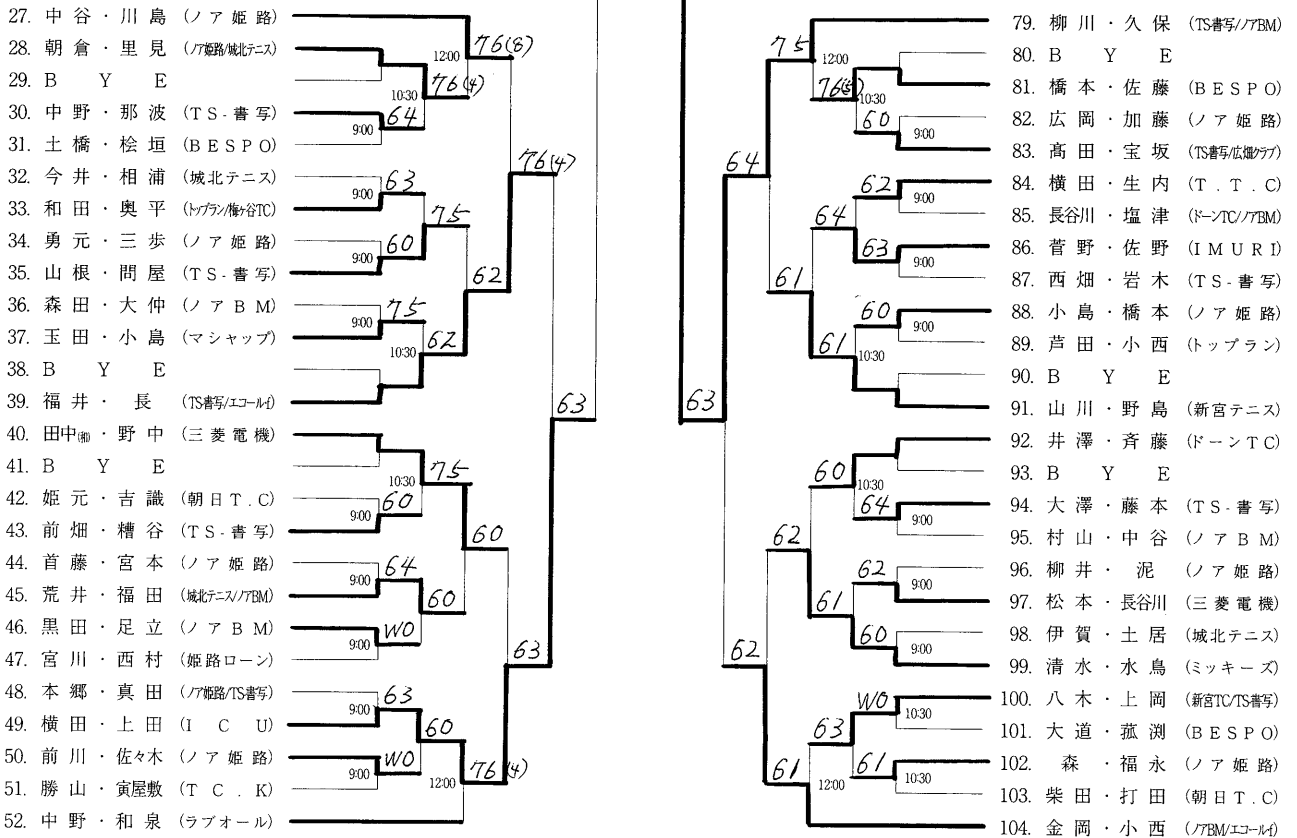 27. 中谷・川島 (ノア姫路)
28. 朝倉・里見 (ノア姫路/城北テニス)
29. B Y E
30. 中野・那波 (TS-書写)
31. 土橋・桧垣 (BESPO)
32. 今井・相浦 (城北テニス)
33. 和田・奥平 (トップラン/梅ケ谷TC)
34. 勇元・三歩 (ノア姫路)
35. 山根・問屋 (TS-書写)
36. 森田・大仲 (ノアBM)
37. 玉田・小島 (マシャップ)
38. B Y E
39. 福井・長 (TS書写/エコールf)
40. 田中㈱・野中 (三菱電機)
41. B Y E
42. 姫元・吉識 (朝日T.C)
43. 前畑・糟谷 (TS-書写)
44. 首藤・宮本 (ノア姫路)
45. 荒井・福田 (城北テニス/ノアBM)
46. 黒田・足立 (ノアBM)
47. 宮川・西村 (姫路ローン)
48. 本郷・真田 (ノア姫路/TS書写)
49. 横田・上田 (I C U)
50. 前川・佐々木 (ノア姫路)
51. 勝山・寅屋敷 (TC.K)
52. 中野・和泉 (ラブオール)
12:00 76(8)
10:30 76(4)
9:00 64
76(4)
9:00 63
75
9:00 60
62
9:00 75
10:30 62
63
10:30 75
9:00 60
60
9:00 64
60
9:00 W0
63
9:00 63
60
9:00 W0
12:00 76(4)
79. 柳川・久保 (TS書写/ノアBM)
80. B Y E
81. 橋本・佐藤 (BESPO)
82. 広岡・加藤 (ノア姫路)
83. 髙田・宝坂 (TS書写/広畑クラブ)
84. 横田・生内 (T.T.C)
85. 長谷川・塩津 (ドーンTC/ノアBM)
86. 菅野・佐野 (IMURI)
87. 西畑・岩木 (TS-書写)
88. 小島・橋本 (ノア姫路)
89. 芦田・小西 (トップラン)
90. B Y E
91. 山川・野島 (新宮テニス)
92. 井澤・斉藤 (ドーンTC)
93. B Y E
94. 大澤・藤本 (TS-書写)
95. 村山・中谷 (ノアBM)
96. 柳井・泥 (ノア姫路)
97. 松本・長谷川 (三菱電機)
98. 伊賀・土居 (城北テニス)
99. 清水・水鳥 (ミッキーズ)
100. 八木・上岡 (新宮TC/TS書写)
101. 大道・菰渕 (BESPO)
102. 森・福永 (ノア姫路)
103. 柴田・打田 (朝日T.C)
104. 金岡・小西 (ノアBM/エコールf)
75 12:00
76(5) 10:30
60 9:00
64
62 9:00
64
63 9:00
61
60 9:00
61 10:30
63
60 10:30
64 9:00
62
62 9:00
61
60 9:00
62
W0 10:30
63
61 10:30
61 12:00